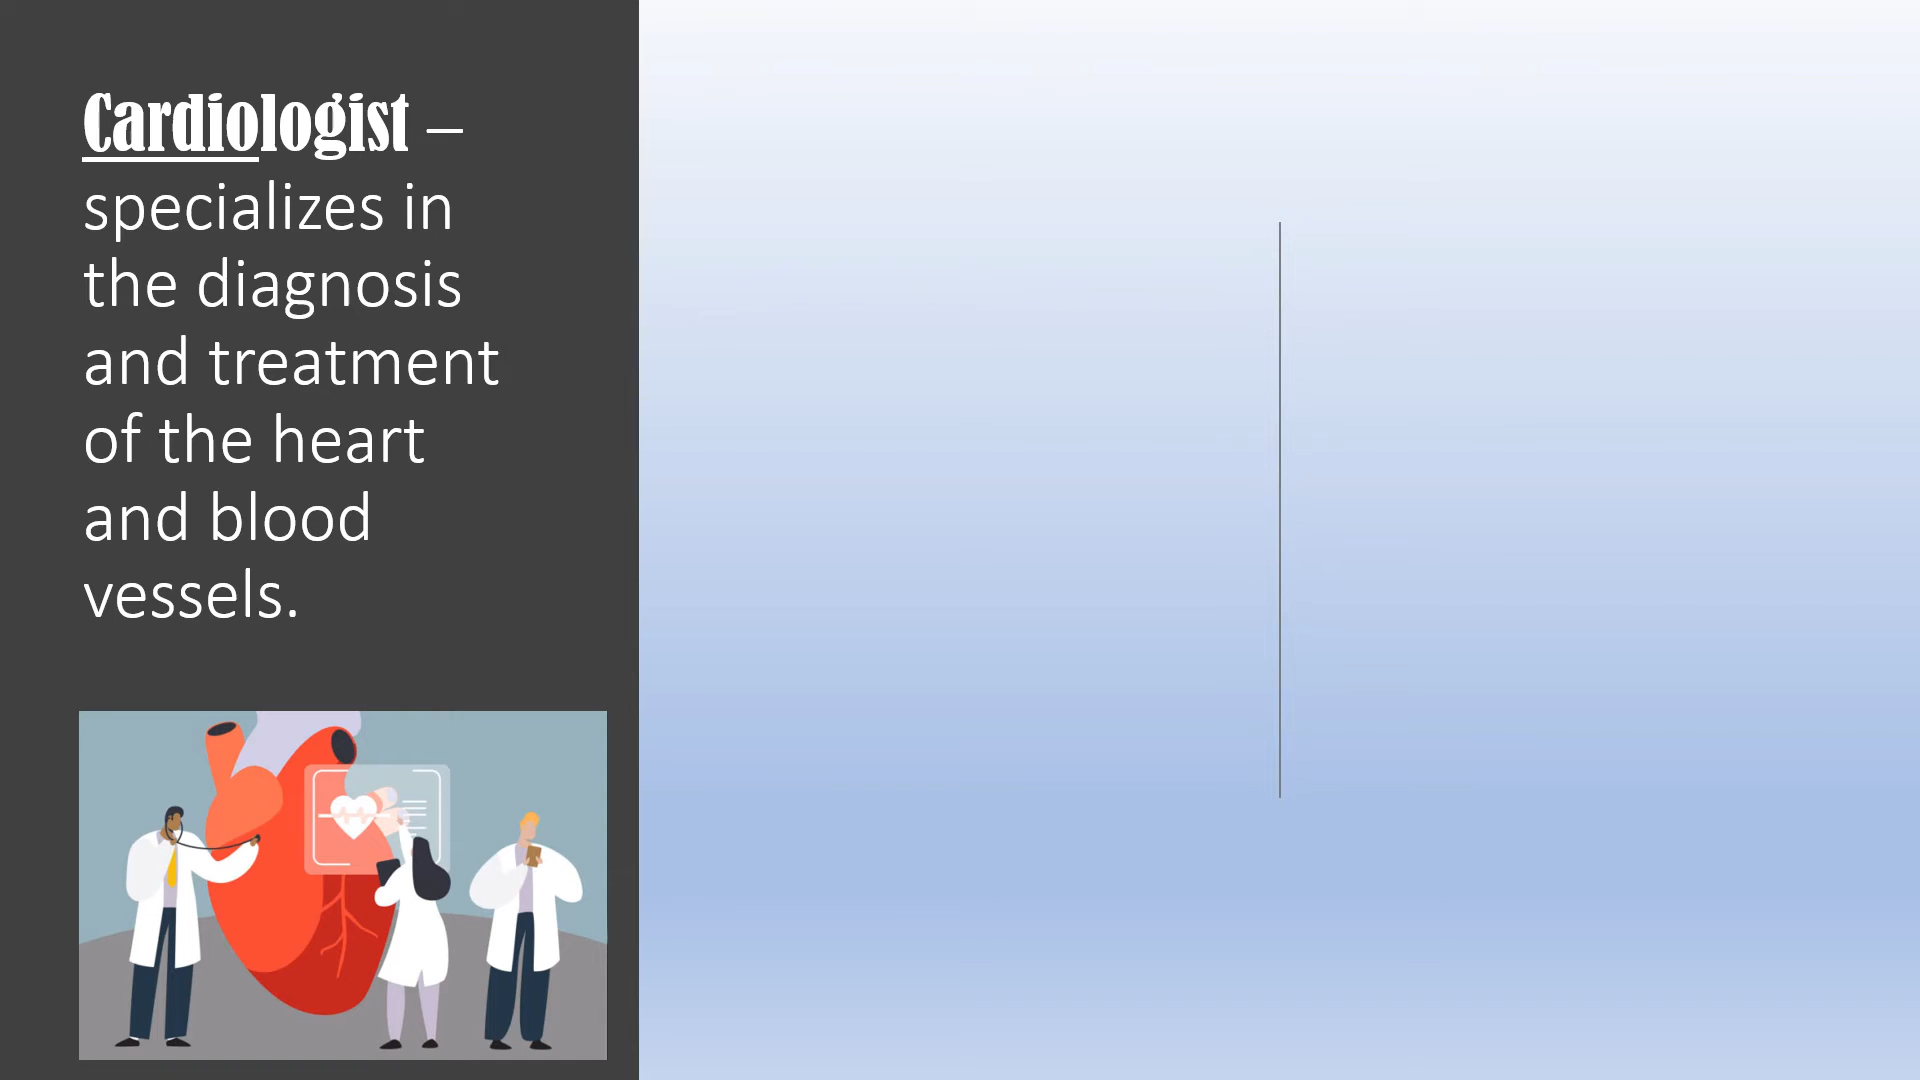 Cardiologist –
specializes in
the diagnosis
and treatment
of the heart
and blood
vessels.